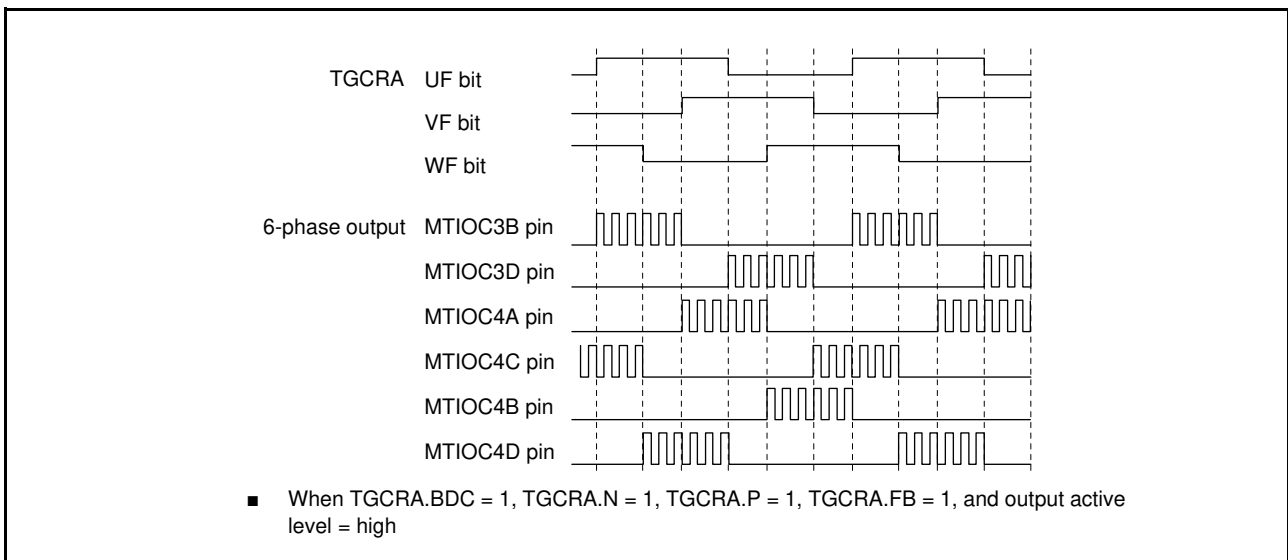 TGCRA UF bit
VF bit
WF bit
6-phase output MTIOC3B pin
MTIOC3D pin
MTIOC4A pin
MTIOC4C pin
MTIOC4B pin
MTIOC4D pin
■ When TGCRA.BDC = 1, TGCRA.N = 1, TGCRA.P = 1, TGCRA.FB = 1, and output active
level = high